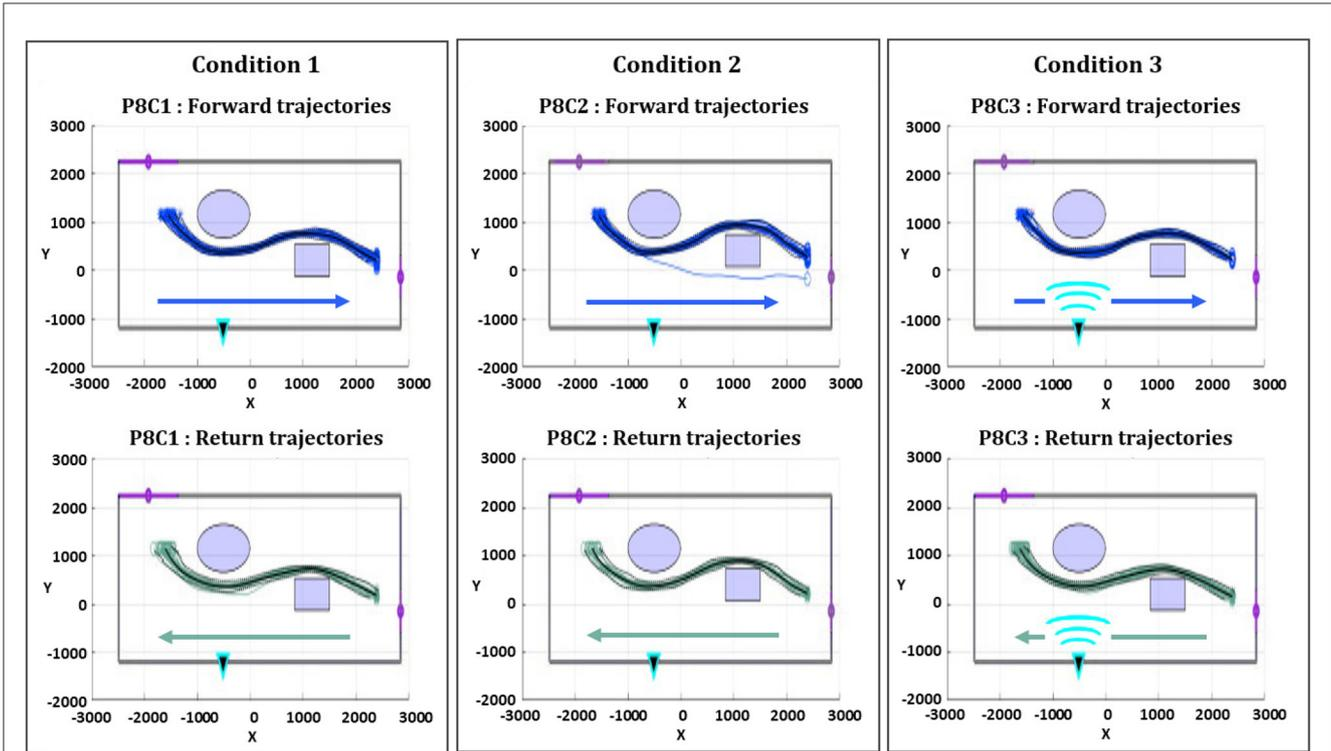 Condition 1
P8C1 : Forward trajectories
3000
2000
1000
Y
0
-1000
-2000
-3000 -2000 -1000 0 1000 2000 3000
X
P8C1 : Return trajectories
3000
2000
1000
Y
0
-1000
-2000
-3000 -2000 -1000 0 1000 2000 3000
X
Condition 2
P8C2 : Forward trajectories
3000
2000
1000
Y
0
-1000
-2000
-3000 -2000 -1000 0 1000 2000 3000
X
P8C2 : Return trajectories
3000
2000
1000
Y
0
-1000
-2000
-3000 -2000 -1000 0 1000 2000 3000
X
Condition 3
P8C3 : Forward trajectories
3000
2000
1000
Y
0
-1000
-2000
-3000 -2000 -1000 0 1000 2000 3000
X
P8C3 : Return trajectories
3000
2000
1000
Y
0
-1000
-2000
-3000 -2000 -1000 0 1000 2000 3000
X